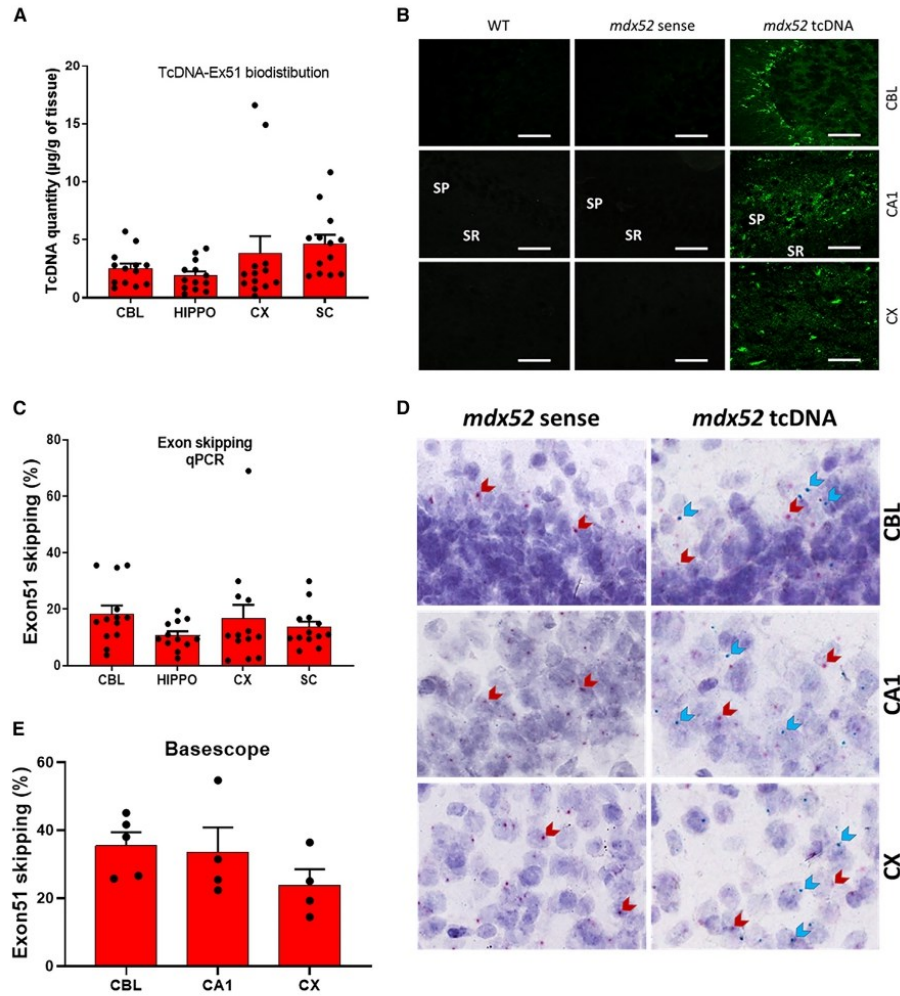 A
TcDNA-Ex51 biodistibution
TcDNA quantity (µg/g of tissue)
20
15
10
5
0
CBL HIPPO CX SC
B
WT mdx52 sense mdx52 tcDNA
CBL
SP SP SP
SR SR SR
CA1
CX
C
Exon skipping
qPCR
Exon51 skipping (%)
80
60
40
20
0
CBL HIPPO CX SC
D
mdx52 sense mdx52 tcDNA
CBL
CA1
CX
E
Basescope
Exon51 skipping (%)
60
40
20
0
CBL CA1 CX